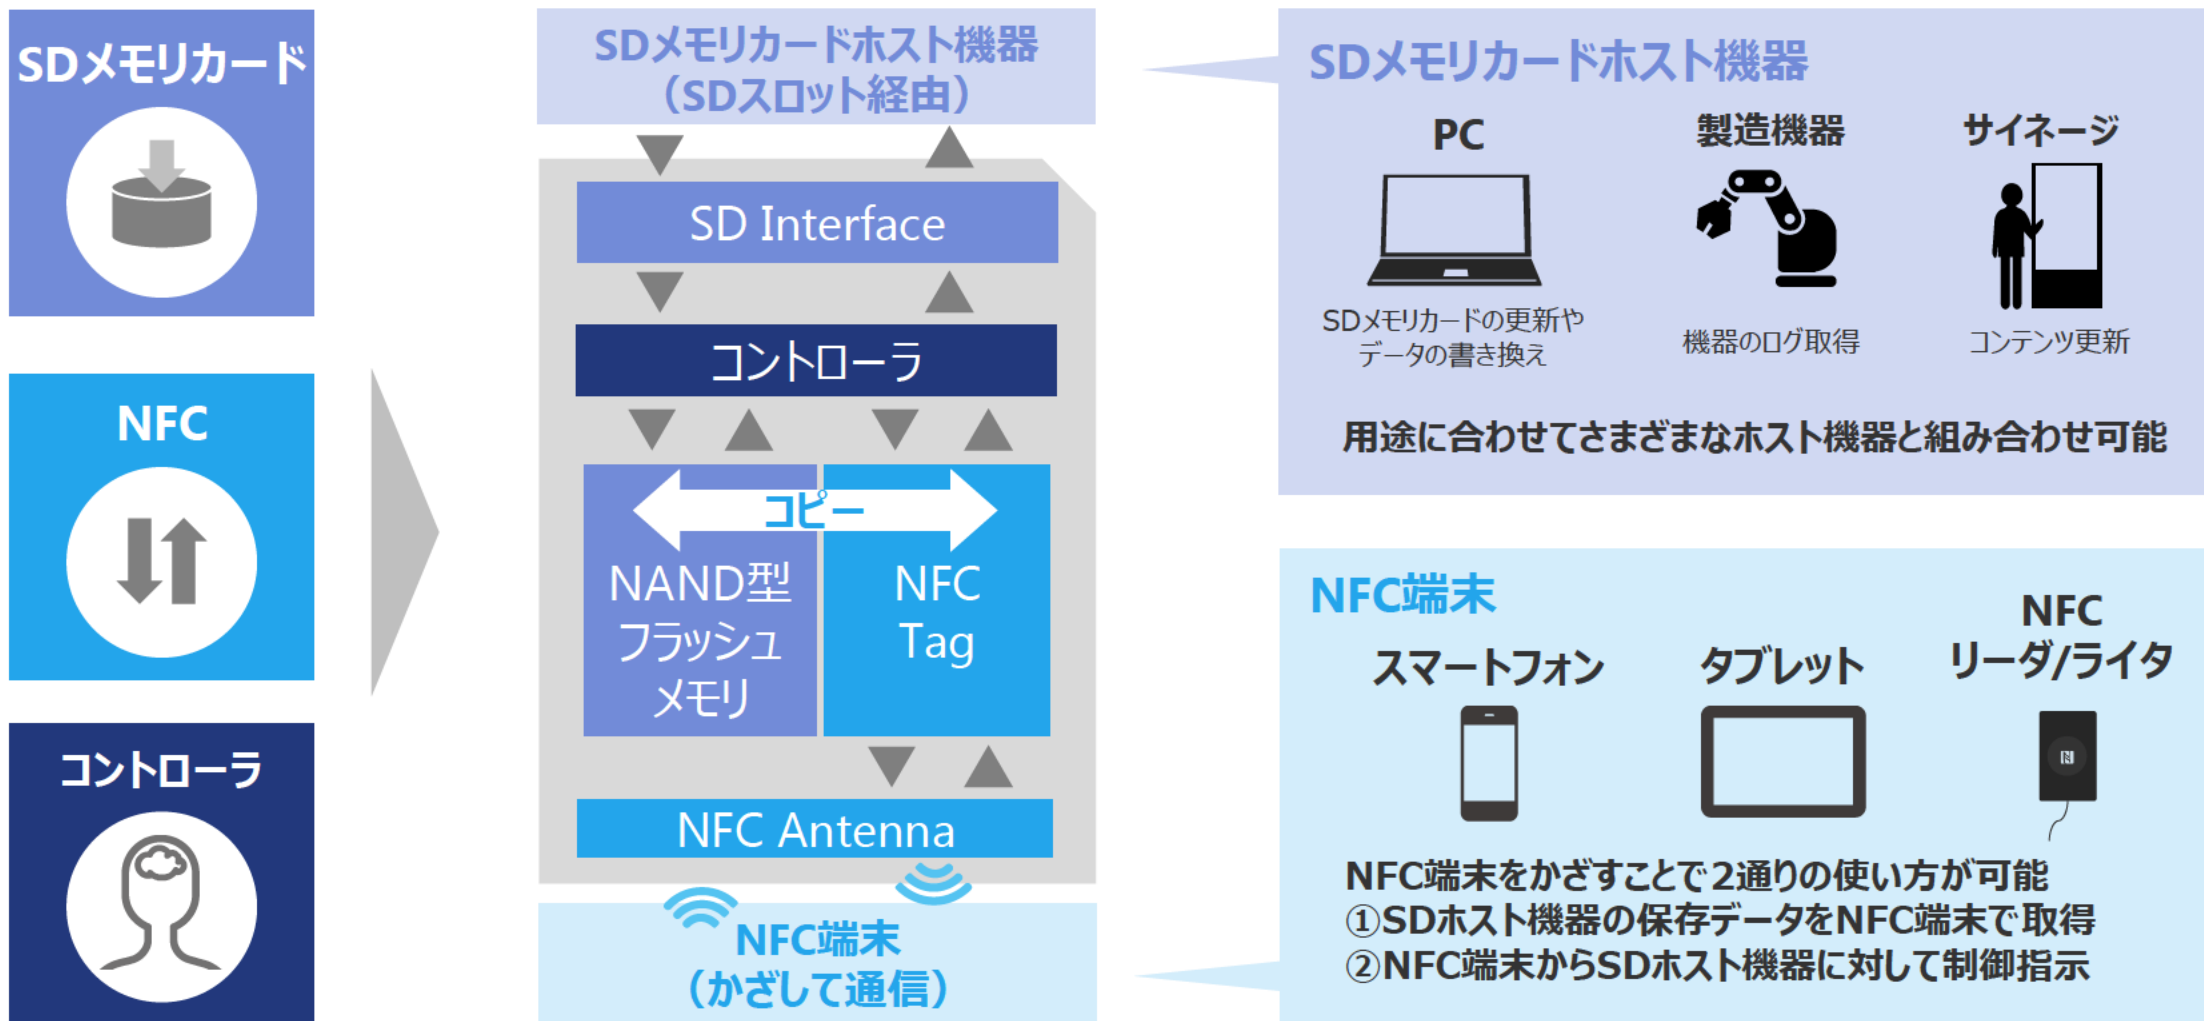 SDメモリカード
NFC
コントローラ
SDメモリカードホスト機器
（SDスロット経由）
SD Interface
コントローラ
コピー
NAND型
フラッシュ
メモリ
NFC
Tag
NFC Antenna
NFC端末
（かざして通信）
SDメモリカードホスト機器
PC
製造機器
サイネージ
SDメモリカードの更新や
データの書き換え
機器のログ取得
コンテンツ更新
用途に合わせてさまざまなホスト機器と組み合わせ可能
NFC端末
スマートフォン
タブレット
NFC
リーダ/ライタ
NFC端末をかざすことで2通りの使い方が可能
①SDホスト機器の保存データをNFC端末で取得
②NFC端末からSDホスト機器に対して制御指示